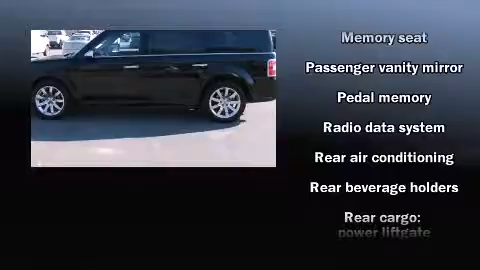 Memory seat
Passenger vanity mirror
Pedal memory
Radio data system
Rear air conditioning
Rear beverage holders
Rear cargo:
power liftgate